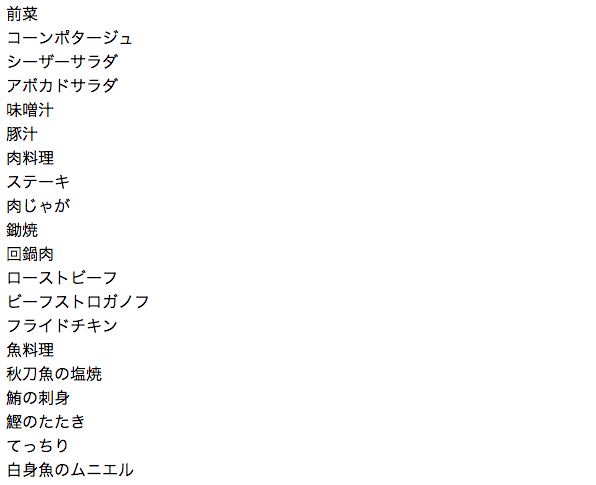 前菜
コーンポタージュ
シーザーサラダ
アボカドサラダ
味噌汁
豚汁
肉料理
ステーキ
肉じゃが
鋤焼
回鍋肉
ローストビーフ
ビーフストロガノフ
フライドチキン
魚料理
秋刀魚の塩焼
鮪の刺身
鰹のたたき
てっちり
白身魚のムニエル